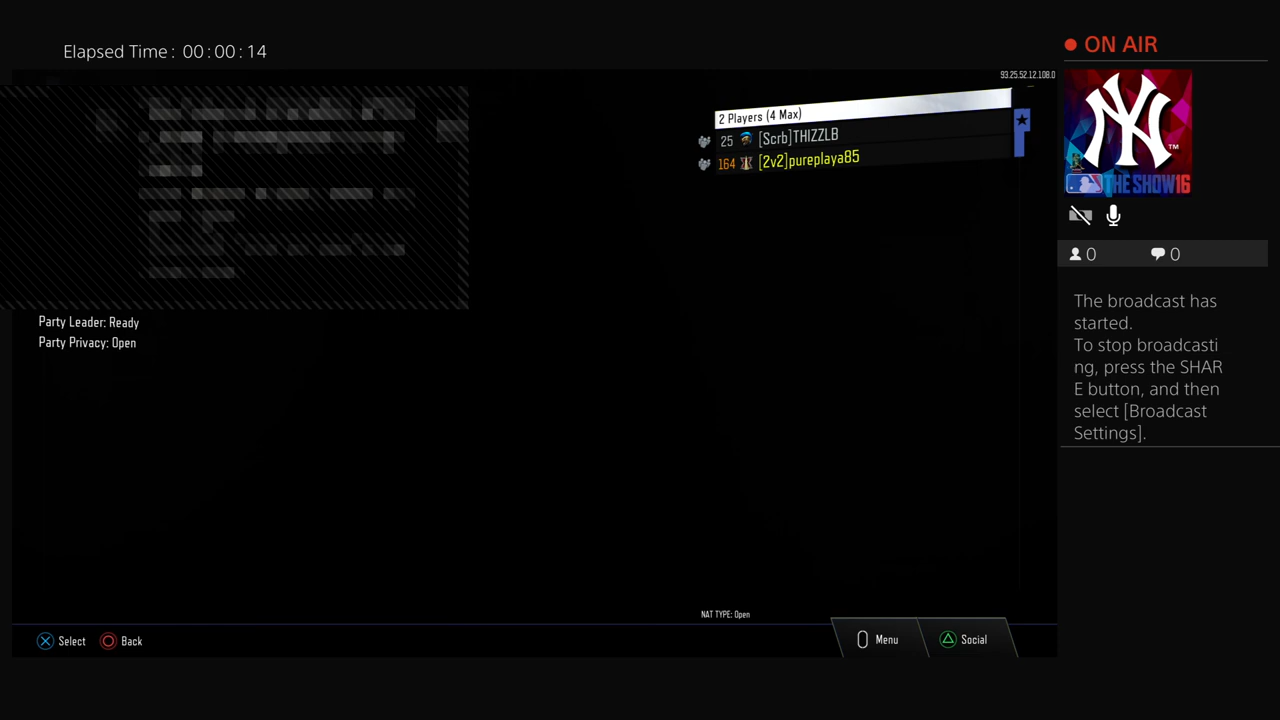 Elapsed Time: 00:00:14
ON AIR
93.25.52.12.108.0
2 Players (4 Max)
25 [Scrb]THIZZLB
164 [2v2]pureplaya85
NY
TM
THE SHOW16
0 0
The broadcast has
started.
To stop broadcasti
ng, press the SHAR
E button, and then
select [Broadcast
Settings].
Party Leader: Ready
Party Privacy: Open
NAT TYPE: Open
Select Back
Menu Social